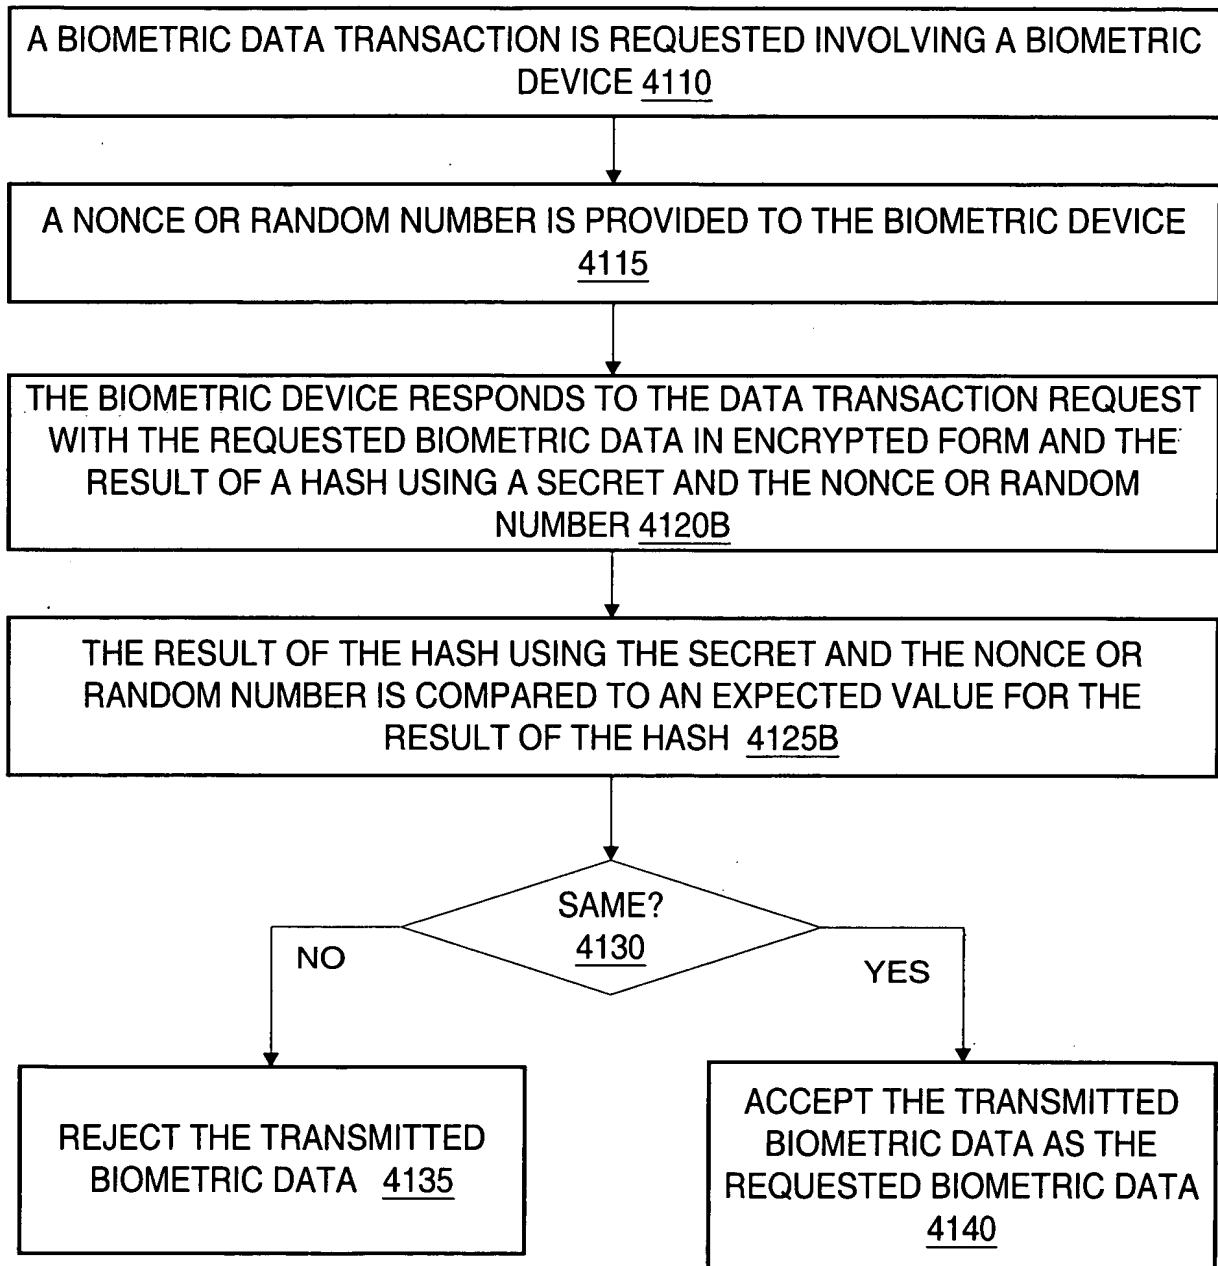 A BIOMETRIC DATA TRANSACTION IS REQUESTED INVOLVING A BIOMETRIC
DEVICE 4110
A NONCE OR RANDOM NUMBER IS PROVIDED TO THE BIOMETRIC DEVICE
4115
THE BIOMETRIC DEVICE RESPONDS TO THE DATA TRANSACTION REQUEST
WITH THE REQUESTED BIOMETRIC DATA IN ENCRYPTED FORM AND THE
RESULT OF A HASH USING A SECRET AND THE NONCE OR RANDOM
NUMBER 4120B
THE RESULT OF THE HASH USING THE SECRET AND THE NONCE OR
RANDOM NUMBER IS COMPARED TO AN EXPECTED VALUE FOR THE
RESULT OF THE HASH 4125B
SAME?
4130
NO
YES
REJECT THE TRANSMITTED
BIOMETRIC DATA 4135
ACCEPT THE TRANSMITTED
BIOMETRIC DATA AS THE
REQUESTED BIOMETRIC DATA
4140